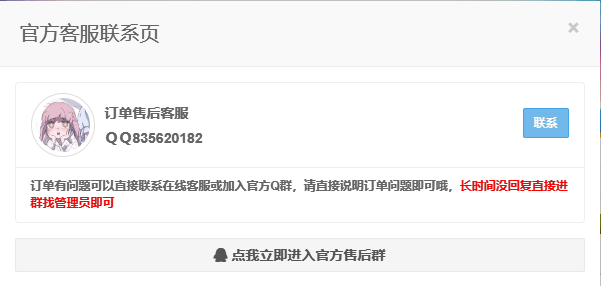 官方客服联系页
×
订单售后客服
QQ835620182
联系
订单有问题可以直接联系在线客服或加入官方Q群，请直接说明订单问题即可哦，长时间没回复直接进
群找管理员即可
点我立即进入官方售后群